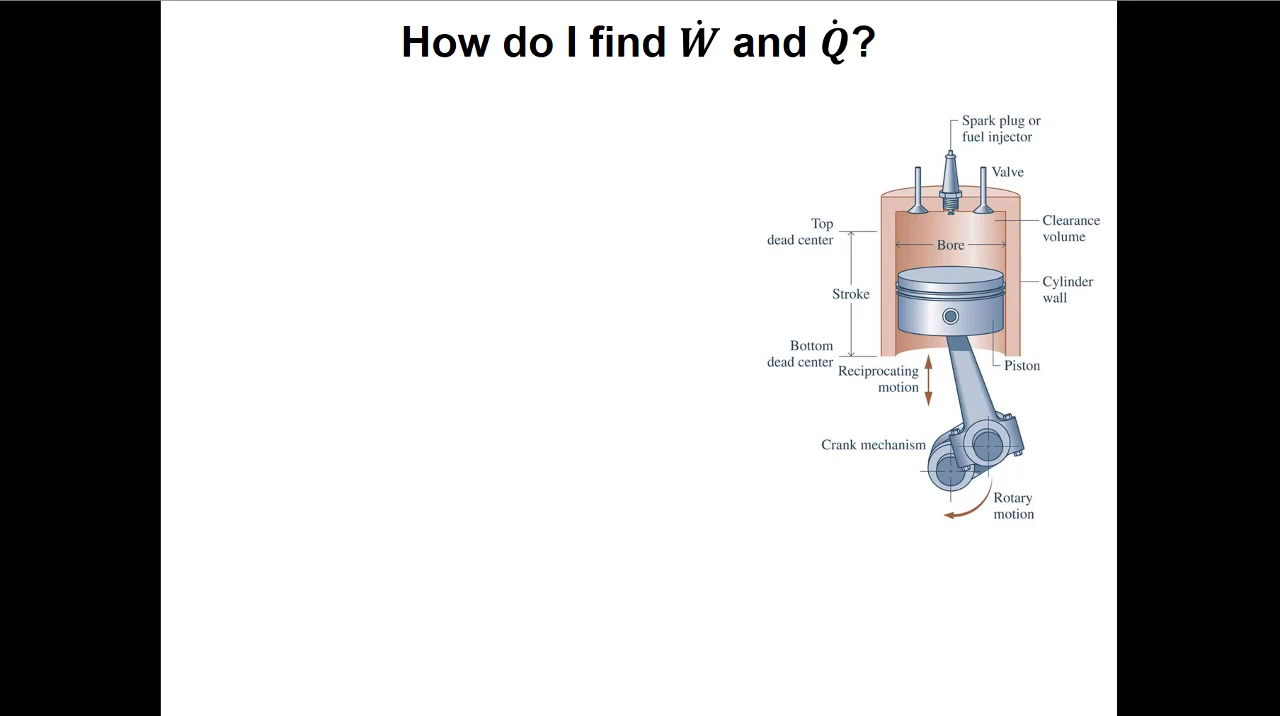 How do I find Ẇ and Q̇?
Spark plug or
fuel injector
Valve
Top
dead center
Clearance
volume
Bore
Cylinder
wall
Stroke
Bottom
dead center
Reciprocating
motion
Piston
Crank mechanism
Rotary
motion